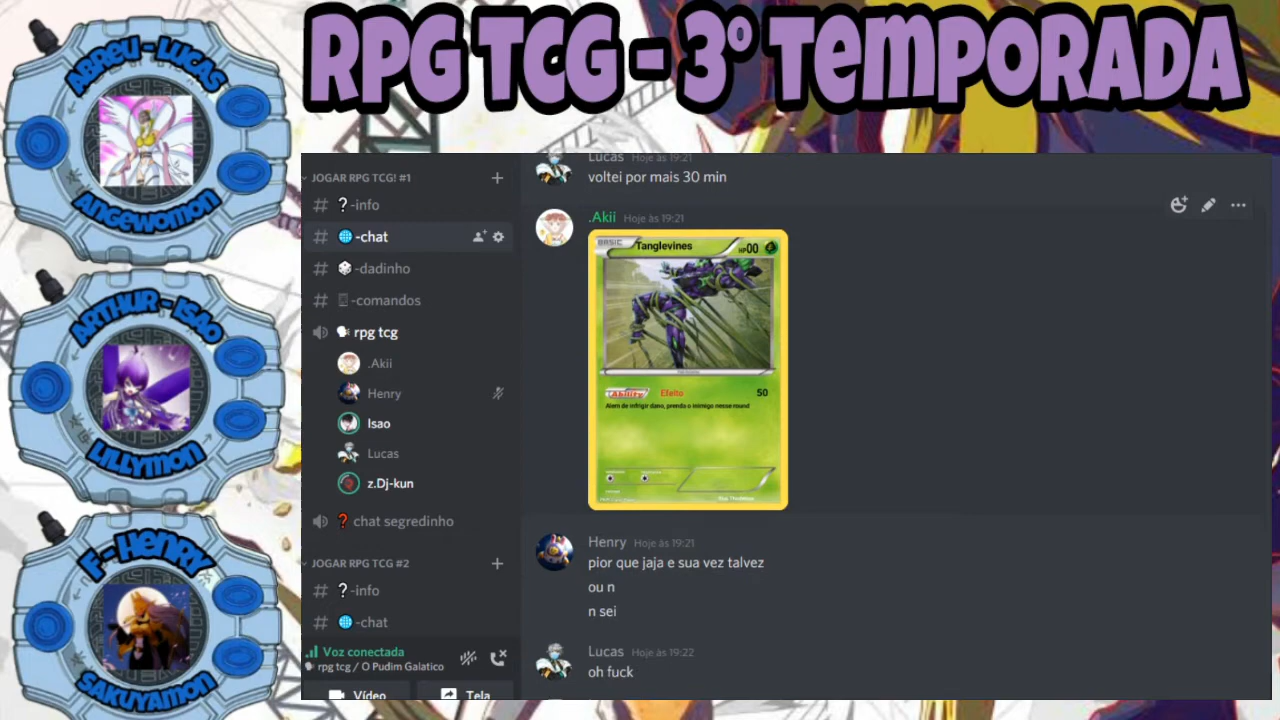 RPG TCG - 3º TEMPORADA
ABREU - LUCAS
ANGEWOMON
ARTHUR - ISAO
LILLYMON
F - HENRY
SAKUYAMON
JOGAR RPG TCG! #1
?-info
-chat
-dadinho
-comandos
rpg tcg
.Akii
Henry
Isao
Lucas
z.Dj-kun
? chat segredinho
JOGAR RPG TCG #2
?-info
-chat
Voz conectada
rpg tcg / O Pudim Galatico
Vídeo
Tela
Lucas Hoje às 19:21
voltei por mais 30 min
.Akii Hoje às 19:21
BASIC Tanglevines HP00
Ability Efeito 50
Alem de infrigir dano, prenda o inimigo nesse round
Henry Hoje às 19:21
pior que jaja e sua vez talvez
ou n
n sei
Lucas Hoje às 19:22
oh fuck